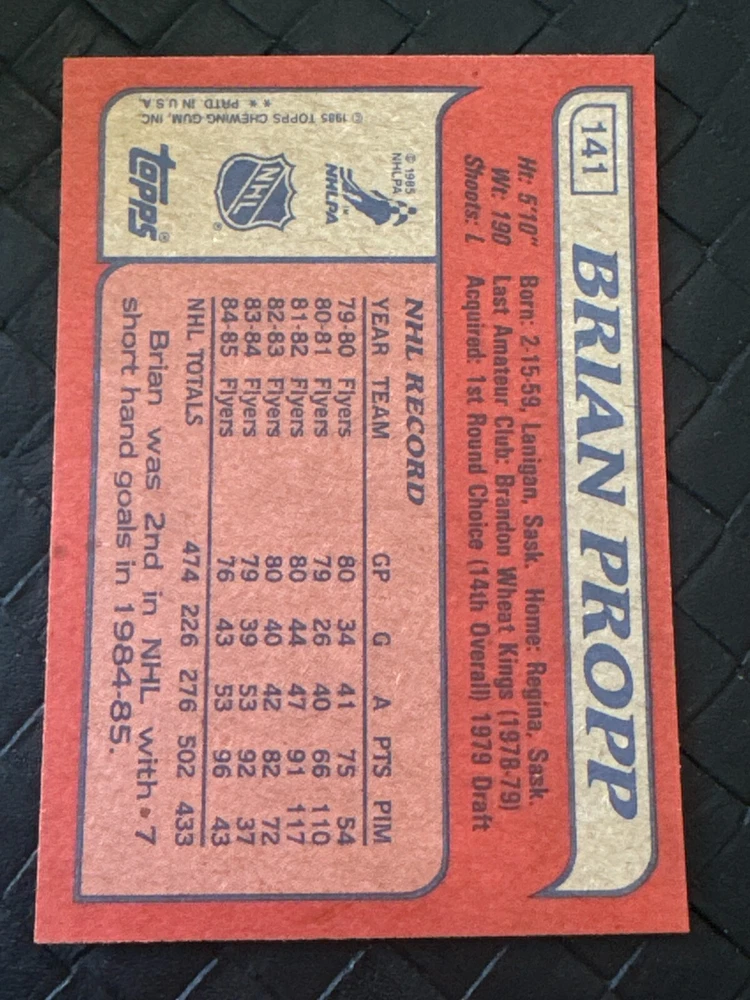 141 BRIAN PROPP
Ht: 5'10" Born: 2-15-59, Lanigan, Sask. Home: Regina, Sask.
Wt: 190 Last Amateur Club: Brandon Wheat Kings (1978-79)
Shoots: L Acquired: 1st Round Choice (14th Overall) 1979 Draft
© 1985 NHLPA
NHLPA ™
NHL ®
topps ®
© 1985 TOPPS CHEWING GUM, INC.
* * PRTD. IN U.S.A.
NHL RECORD
YEAR TEAM GP G A PTS PIM
79-80 Flyers 80 34 41 75 54
80-81 Flyers 79 26 40 66 110
81-82 Flyers 80 44 47 91 117
82-83 Flyers 80 40 42 82 72
83-84 Flyers 79 39 53 92 37
84-85 Flyers 76 43 53 96 43
NHL TOTALS 474 226 276 502 433
Brian was 2nd in NHL with 7
short hand goals in 1984-85.